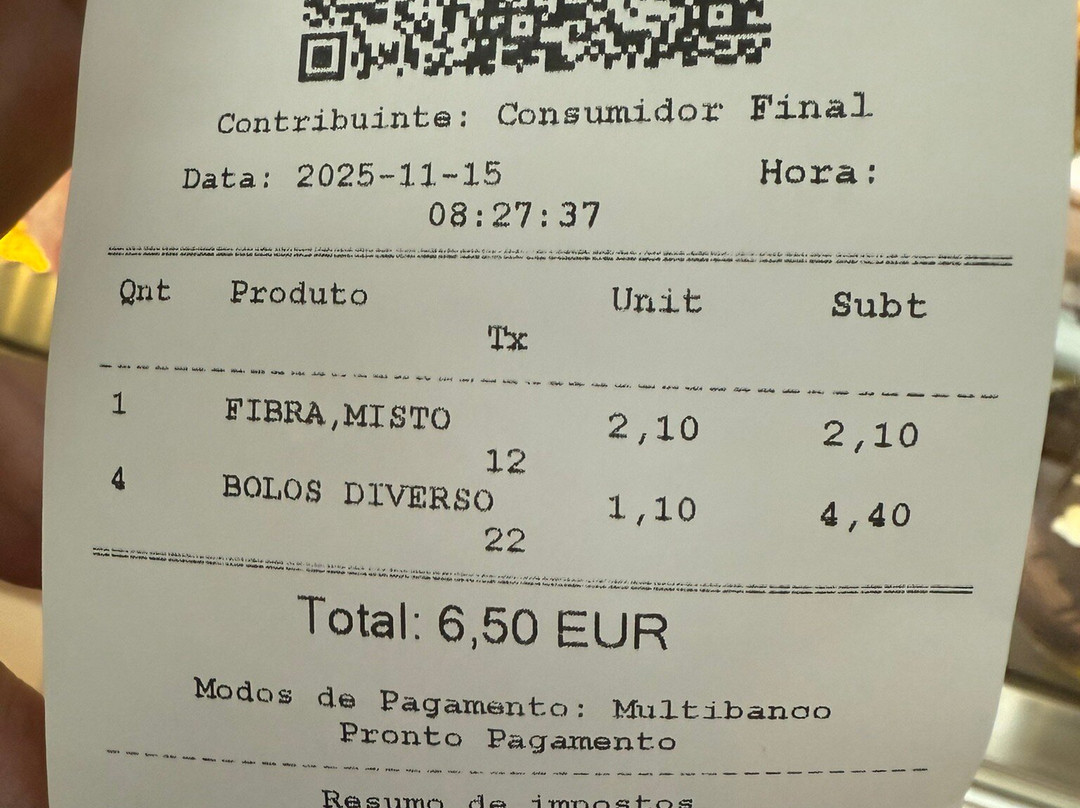 Contribuinte: Consumidor Final
Data: 2025-11-15 Hora:
08:27:37
Qnt Produto Unit Subt
Tx
1 FIBRA,MISTO 2,10 2,10
12
4 BOLOS DIVERSO 1,10 4,40
22
Total: 6,50 EUR
Modos de Pagamento: Multibanco
Pronto Pagamento
Resumo de impostos